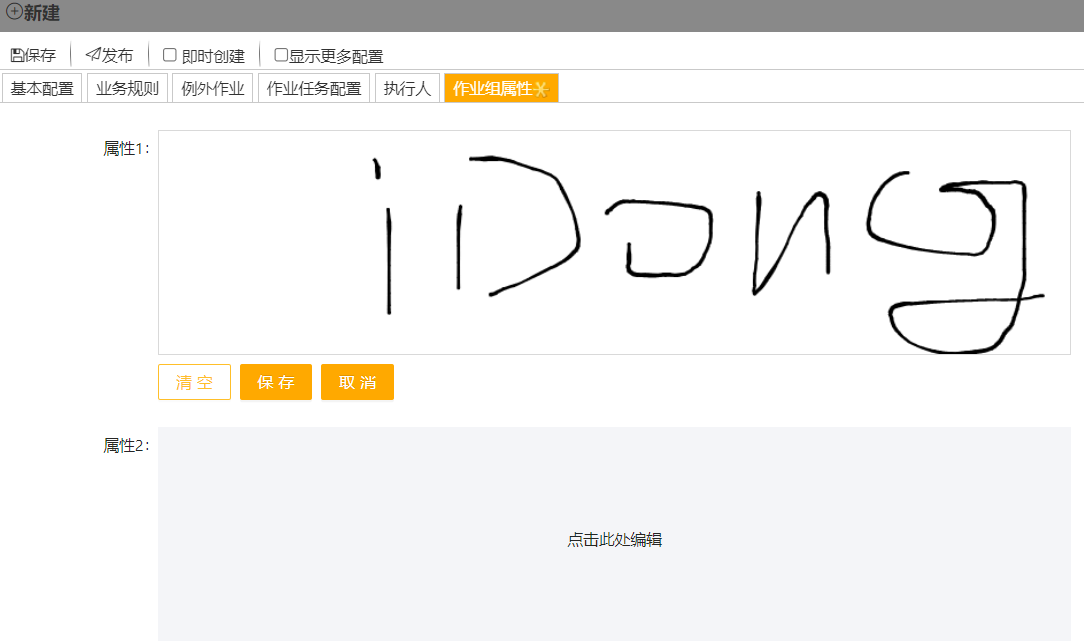 新建
保存 发布 即时创建 显示更多配置
基本配置 业务规则 例外作业 作业任务配置 执行人 作业组属性
属性1:
iDong
清空 保存 取消
属性2:
点击此处编辑